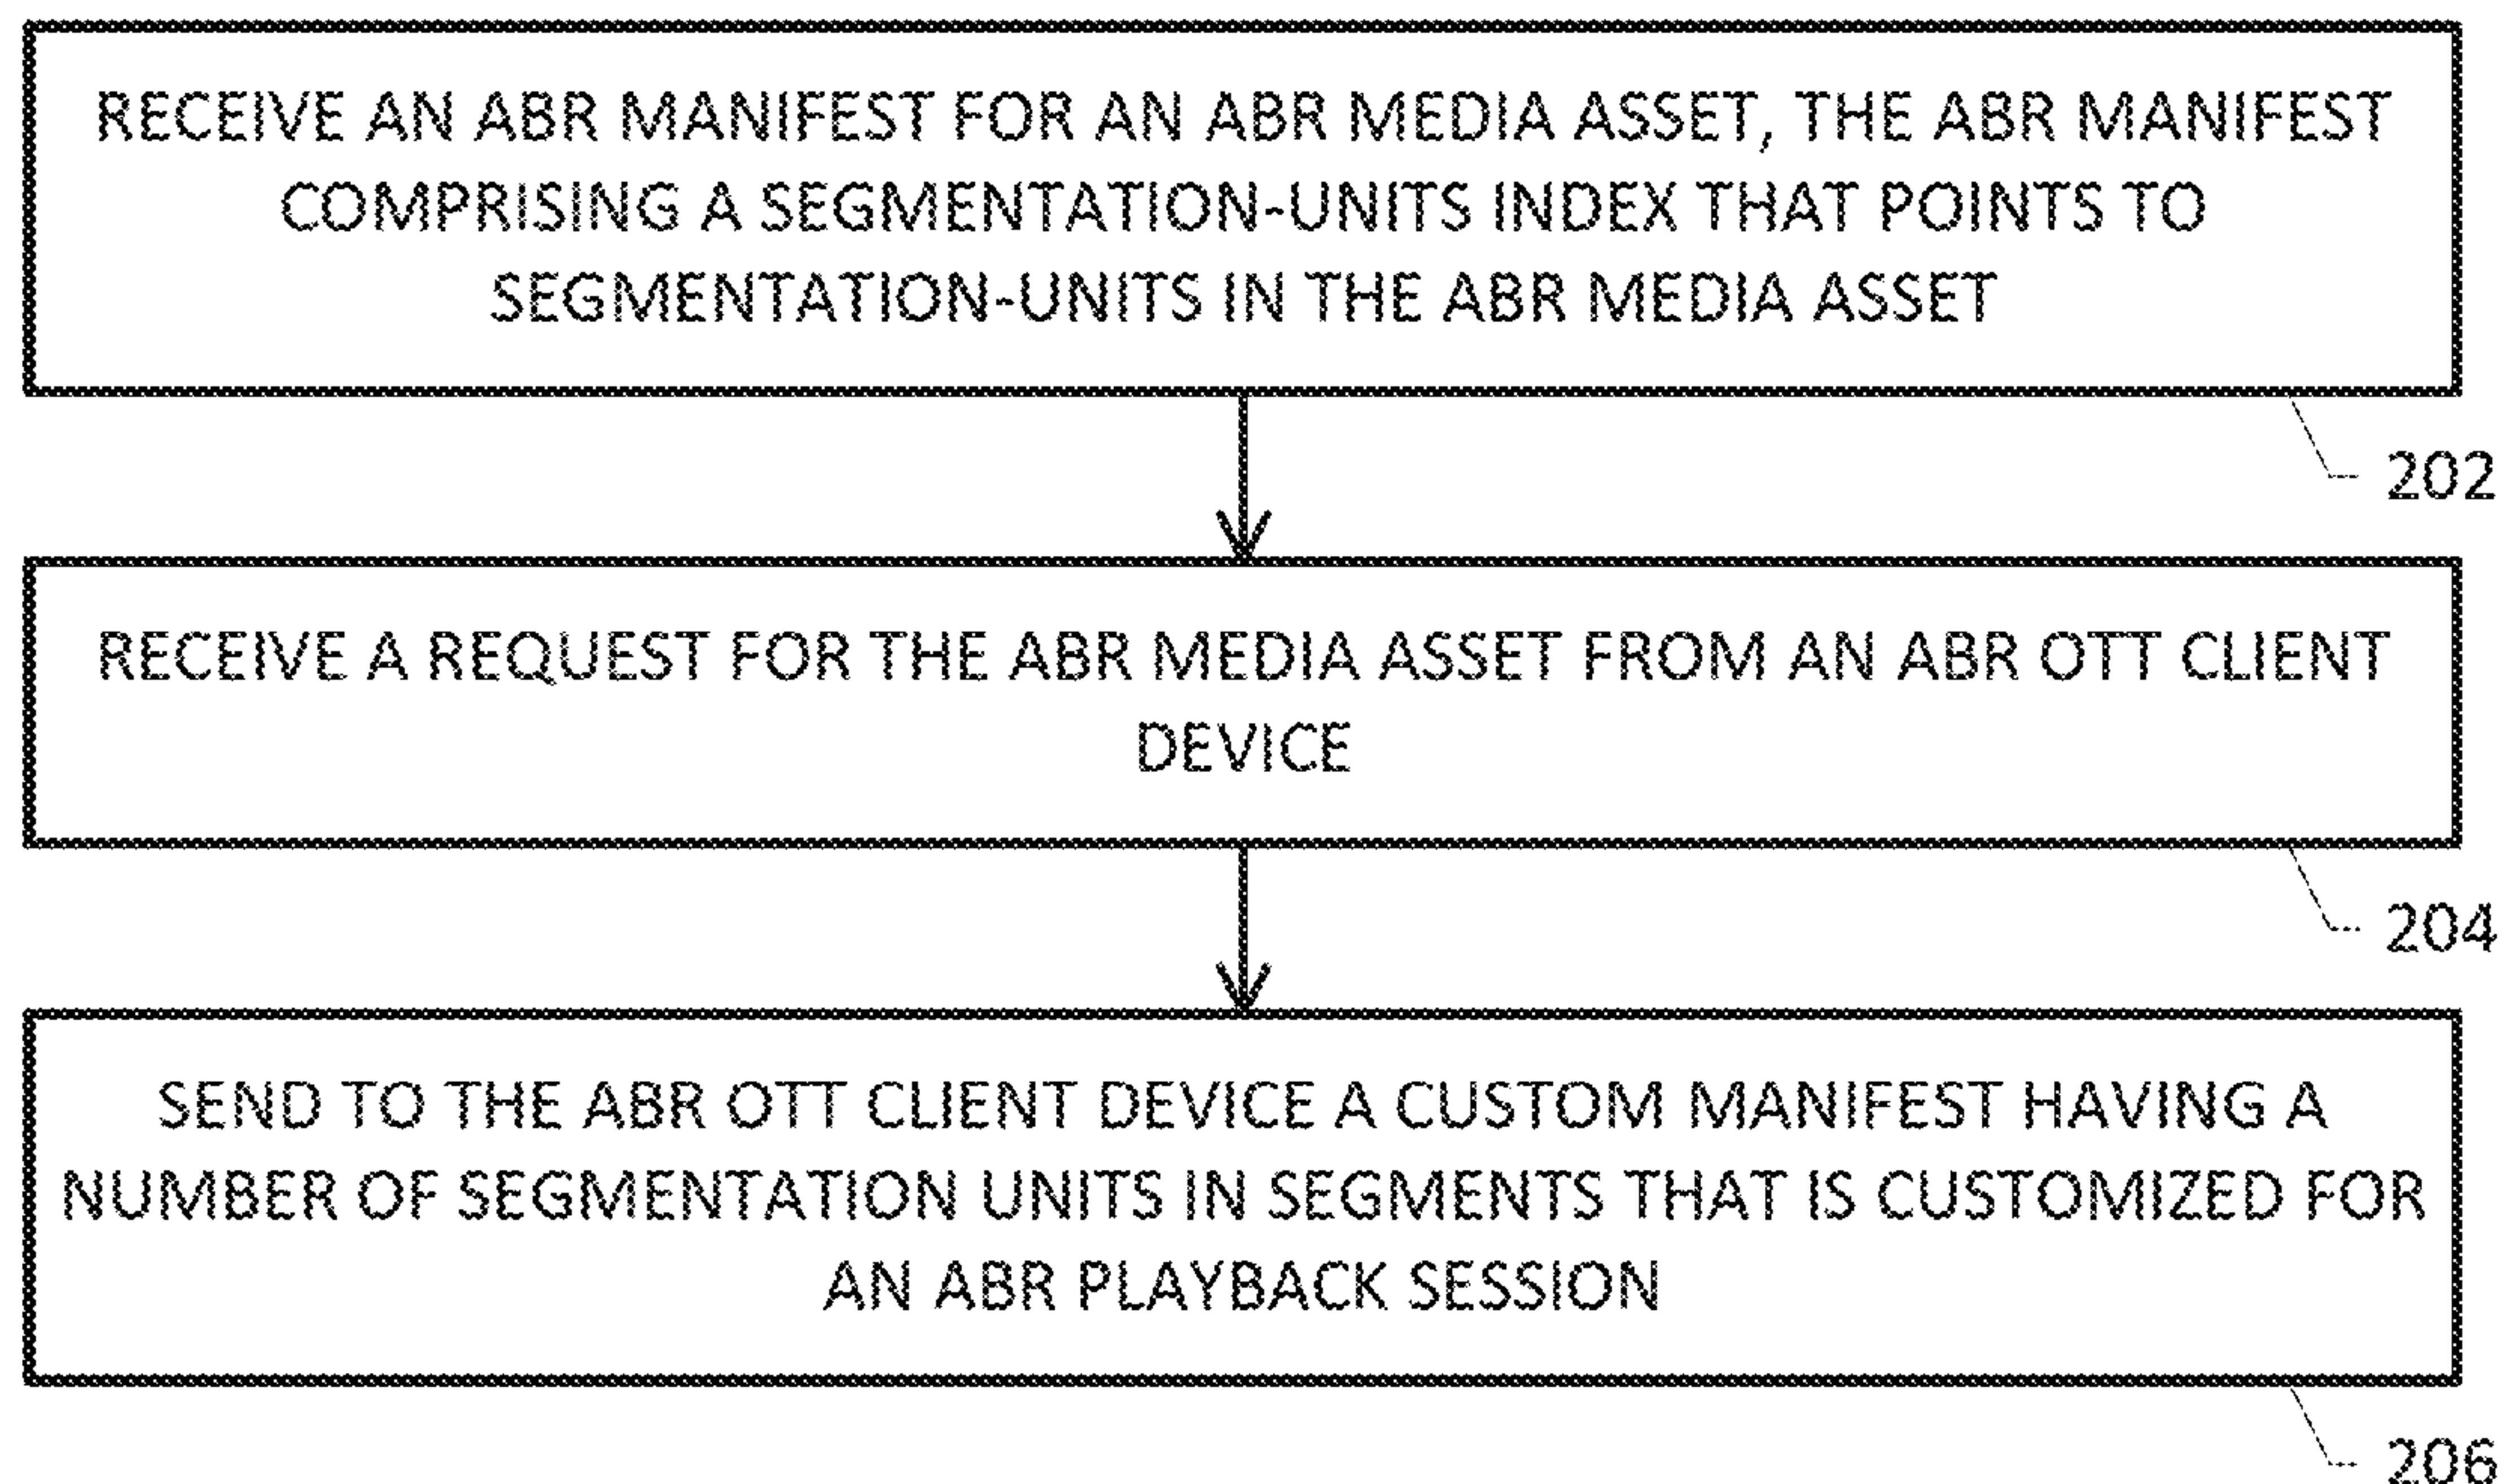 RECEIVE AN ABR MANIFEST FOR AN ABR MEDIA ASSET, THE ABR MANIFEST
COMPRISING A SEGMENTATION-UNITS INDEX THAT POINTS TO
SEGMENTATION-UNITS IN THE ABR MEDIA ASSET
202
RECEIVE A REQUEST FOR THE ABR MEDIA ASSET FROM AN ABR OTT CLIENT
DEVICE
204
SEND TO THE ABR OTT CLIENT DEVICE A CUSTOM MANIFEST HAVING A
NUMBER OF SEGMENTATION UNITS IN SEGMENTS THAT IS CUSTOMIZED FOR
AN ABR PLAYBACK SESSION
206